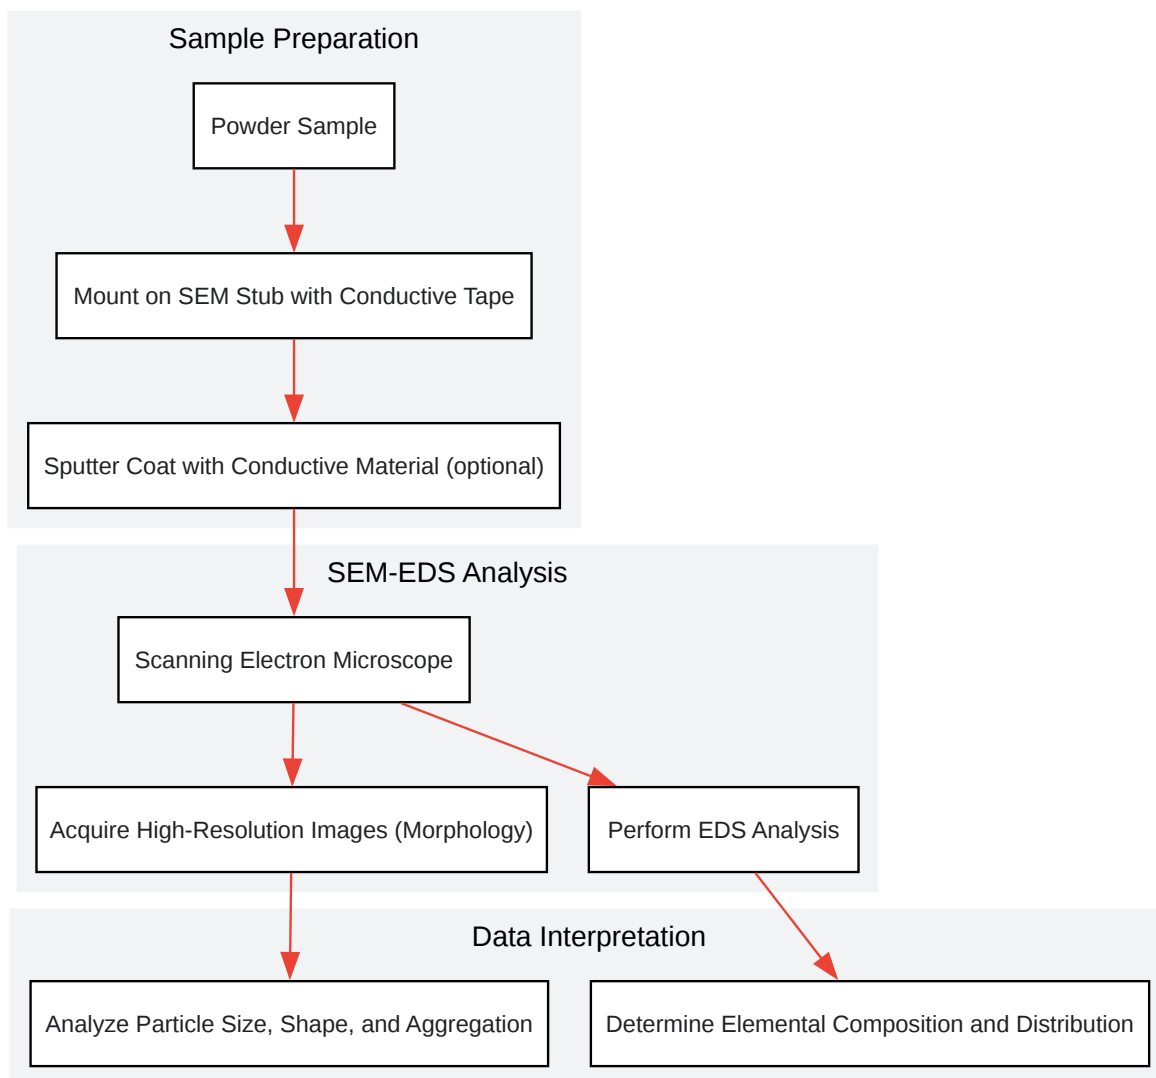 Sample Preparation
Powder Sample
Mount on SEM Stub with Conductive Tape
Sputter Coat with Conductive Material (optional)
SEM-EDS Analysis
Scanning Electron Microscope
Acquire High-Resolution Images (Morphology)
Perform EDS Analysis
Data Interpretation
Analyze Particle Size, Shape, and Aggregation
Determine Elemental Composition and Distribution